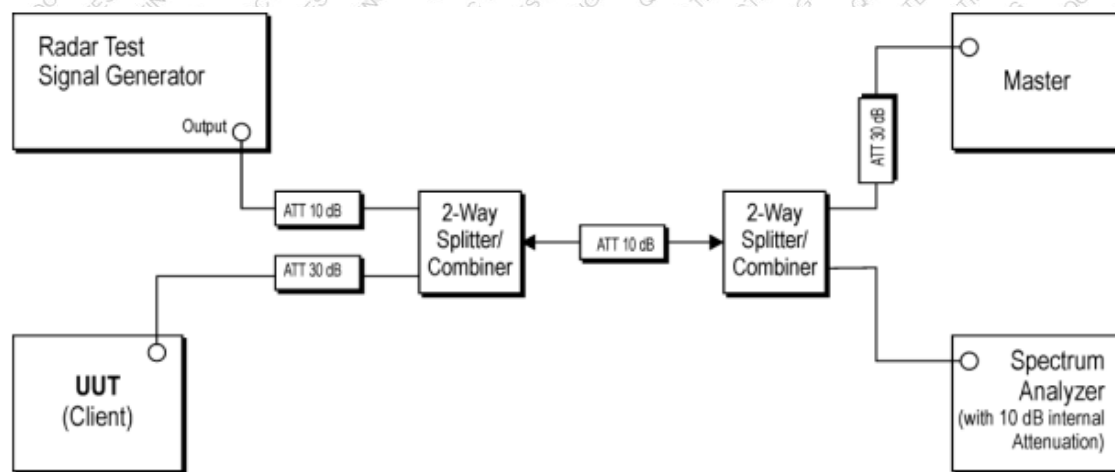 Radar Test
Signal Generator
Output
ATT 10 dB
ATT 30 dB
UUT
(Client)
2-Way
Splitter/
Combiner
ATT 10 dB
2-Way
Splitter/
Combiner
ATT 30 dB
Master
Spectrum
Analyzer
(with 10 dB internal
Attenuation)